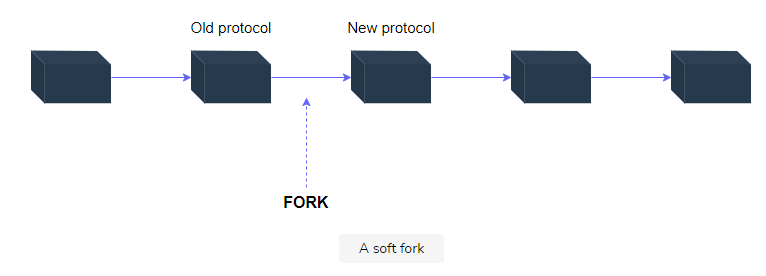 Old protocol
New protocol
FORK
A soft fork